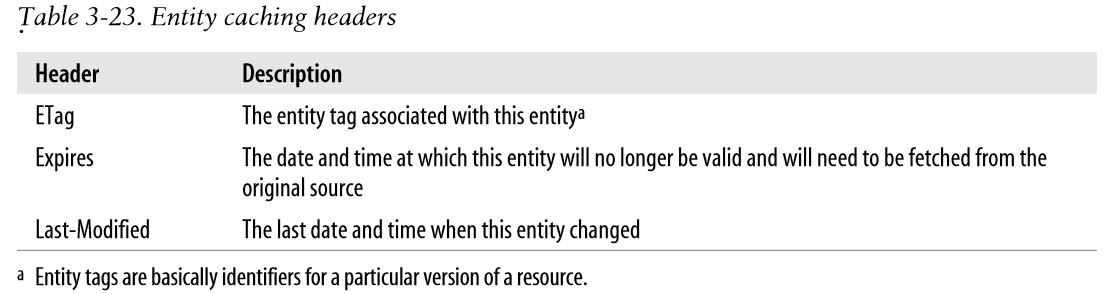 Table 3-23. Entity caching headers
Header Description
ETag The entity tag associated with this entityª
Expires The date and time at which this entity will no longer be valid and will need to be fetched from the
original source
Last-Modified The last date and time when this entity changed
ª Entity tags are basically identifiers for a particular version of a resource.